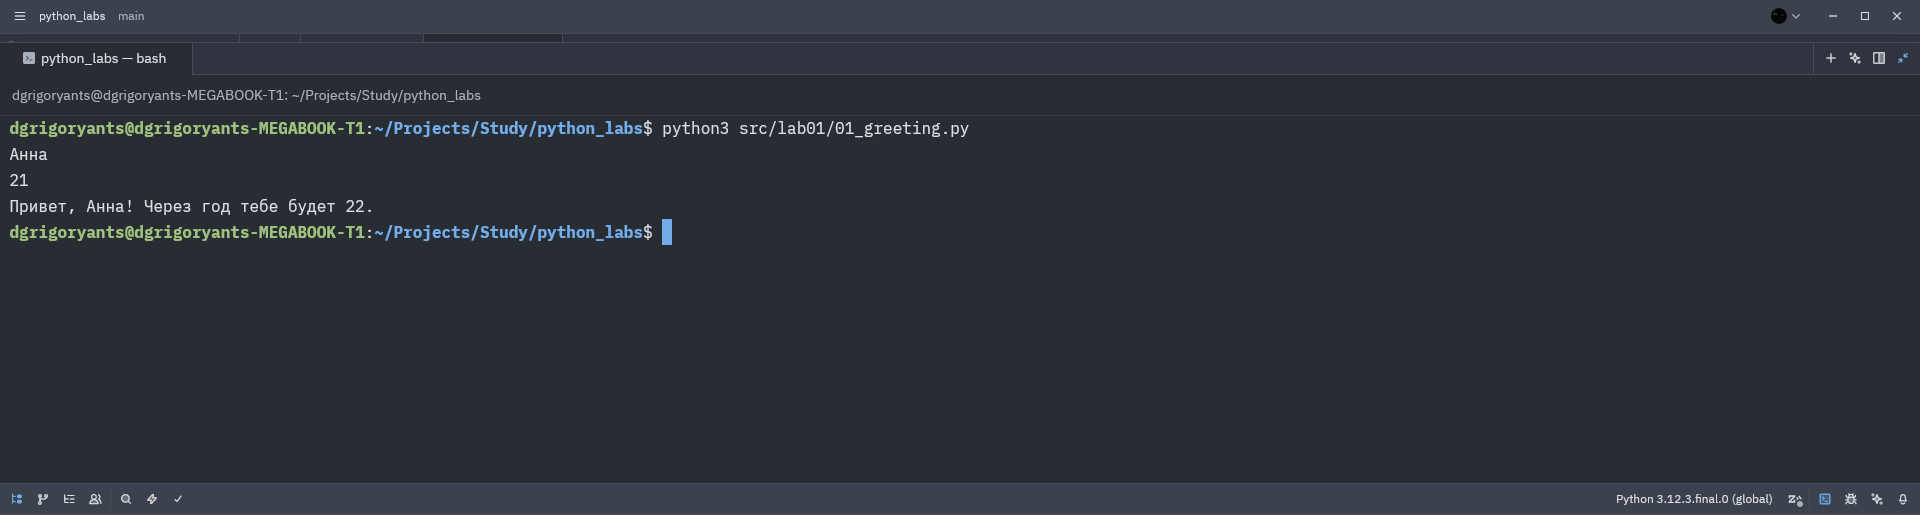 python_labs main
python_labs — bash
dgrigoryants@dgrigoryants-MEGABOOK-T1: ~/Projects/Study/python_labs
dgrigoryants@dgrigoryants-MEGABOOK-T1:~/Projects/Study/python_labs$ python3 src/lab01/01_greeting.py
Анна
21
Привет, Анна! Через год тебе будет 22.
dgrigoryants@dgrigoryants-MEGABOOK-T1:~/Projects/Study/python_labs$
Python 3.12.3.final.0 (global)